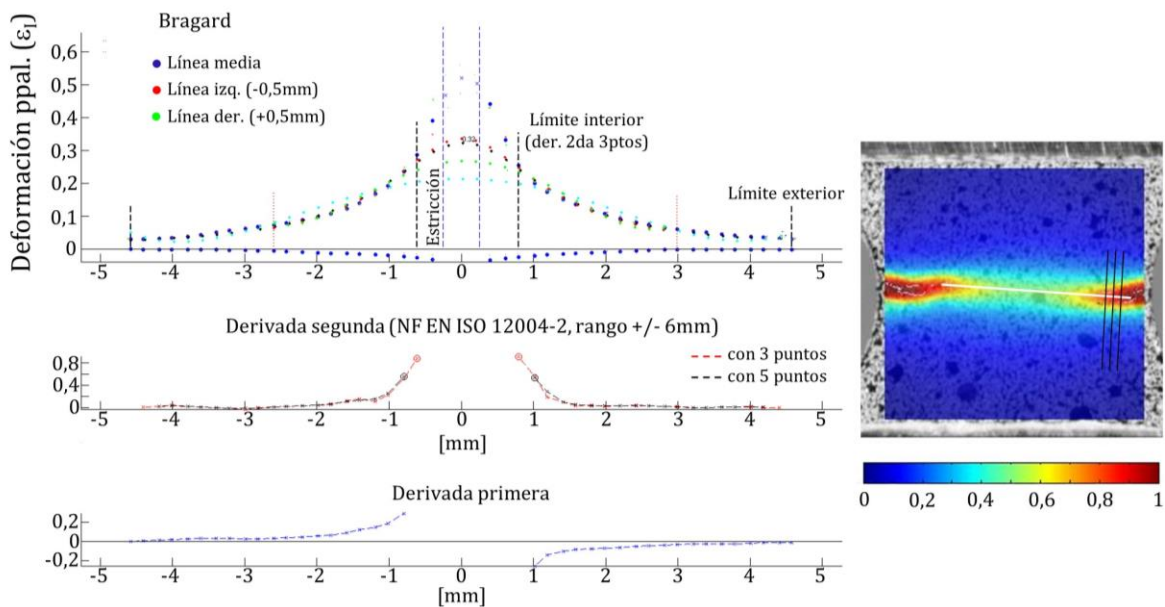 Bragard
Deformación ppal. (ε₁)
0,6
0,5
0,4
0,3
0,2
0,1
0
Línea media
Línea izq. (-0,5mm)
Línea der. (+0,5mm)
0.33
Estricción
Límite interior
(der. 2da 3ptos)
Límite exterior
-5 -4 -3 -2 -1 0 1 2 3 4 5
Derivada segunda (NF EN ISO 12004-2, rango +/- 6mm)
0,8
0,4
0
con 3 puntos
con 5 puntos
-5 -4 -3 -2 -1 0 1 2 3 4 5
[mm]
Derivada primera
0,2
0
-0,2
-5 -4 -3 -2 -1 0 1 2 3 4 5
[mm]
0 0,2 0,4 0,6 0,8 1